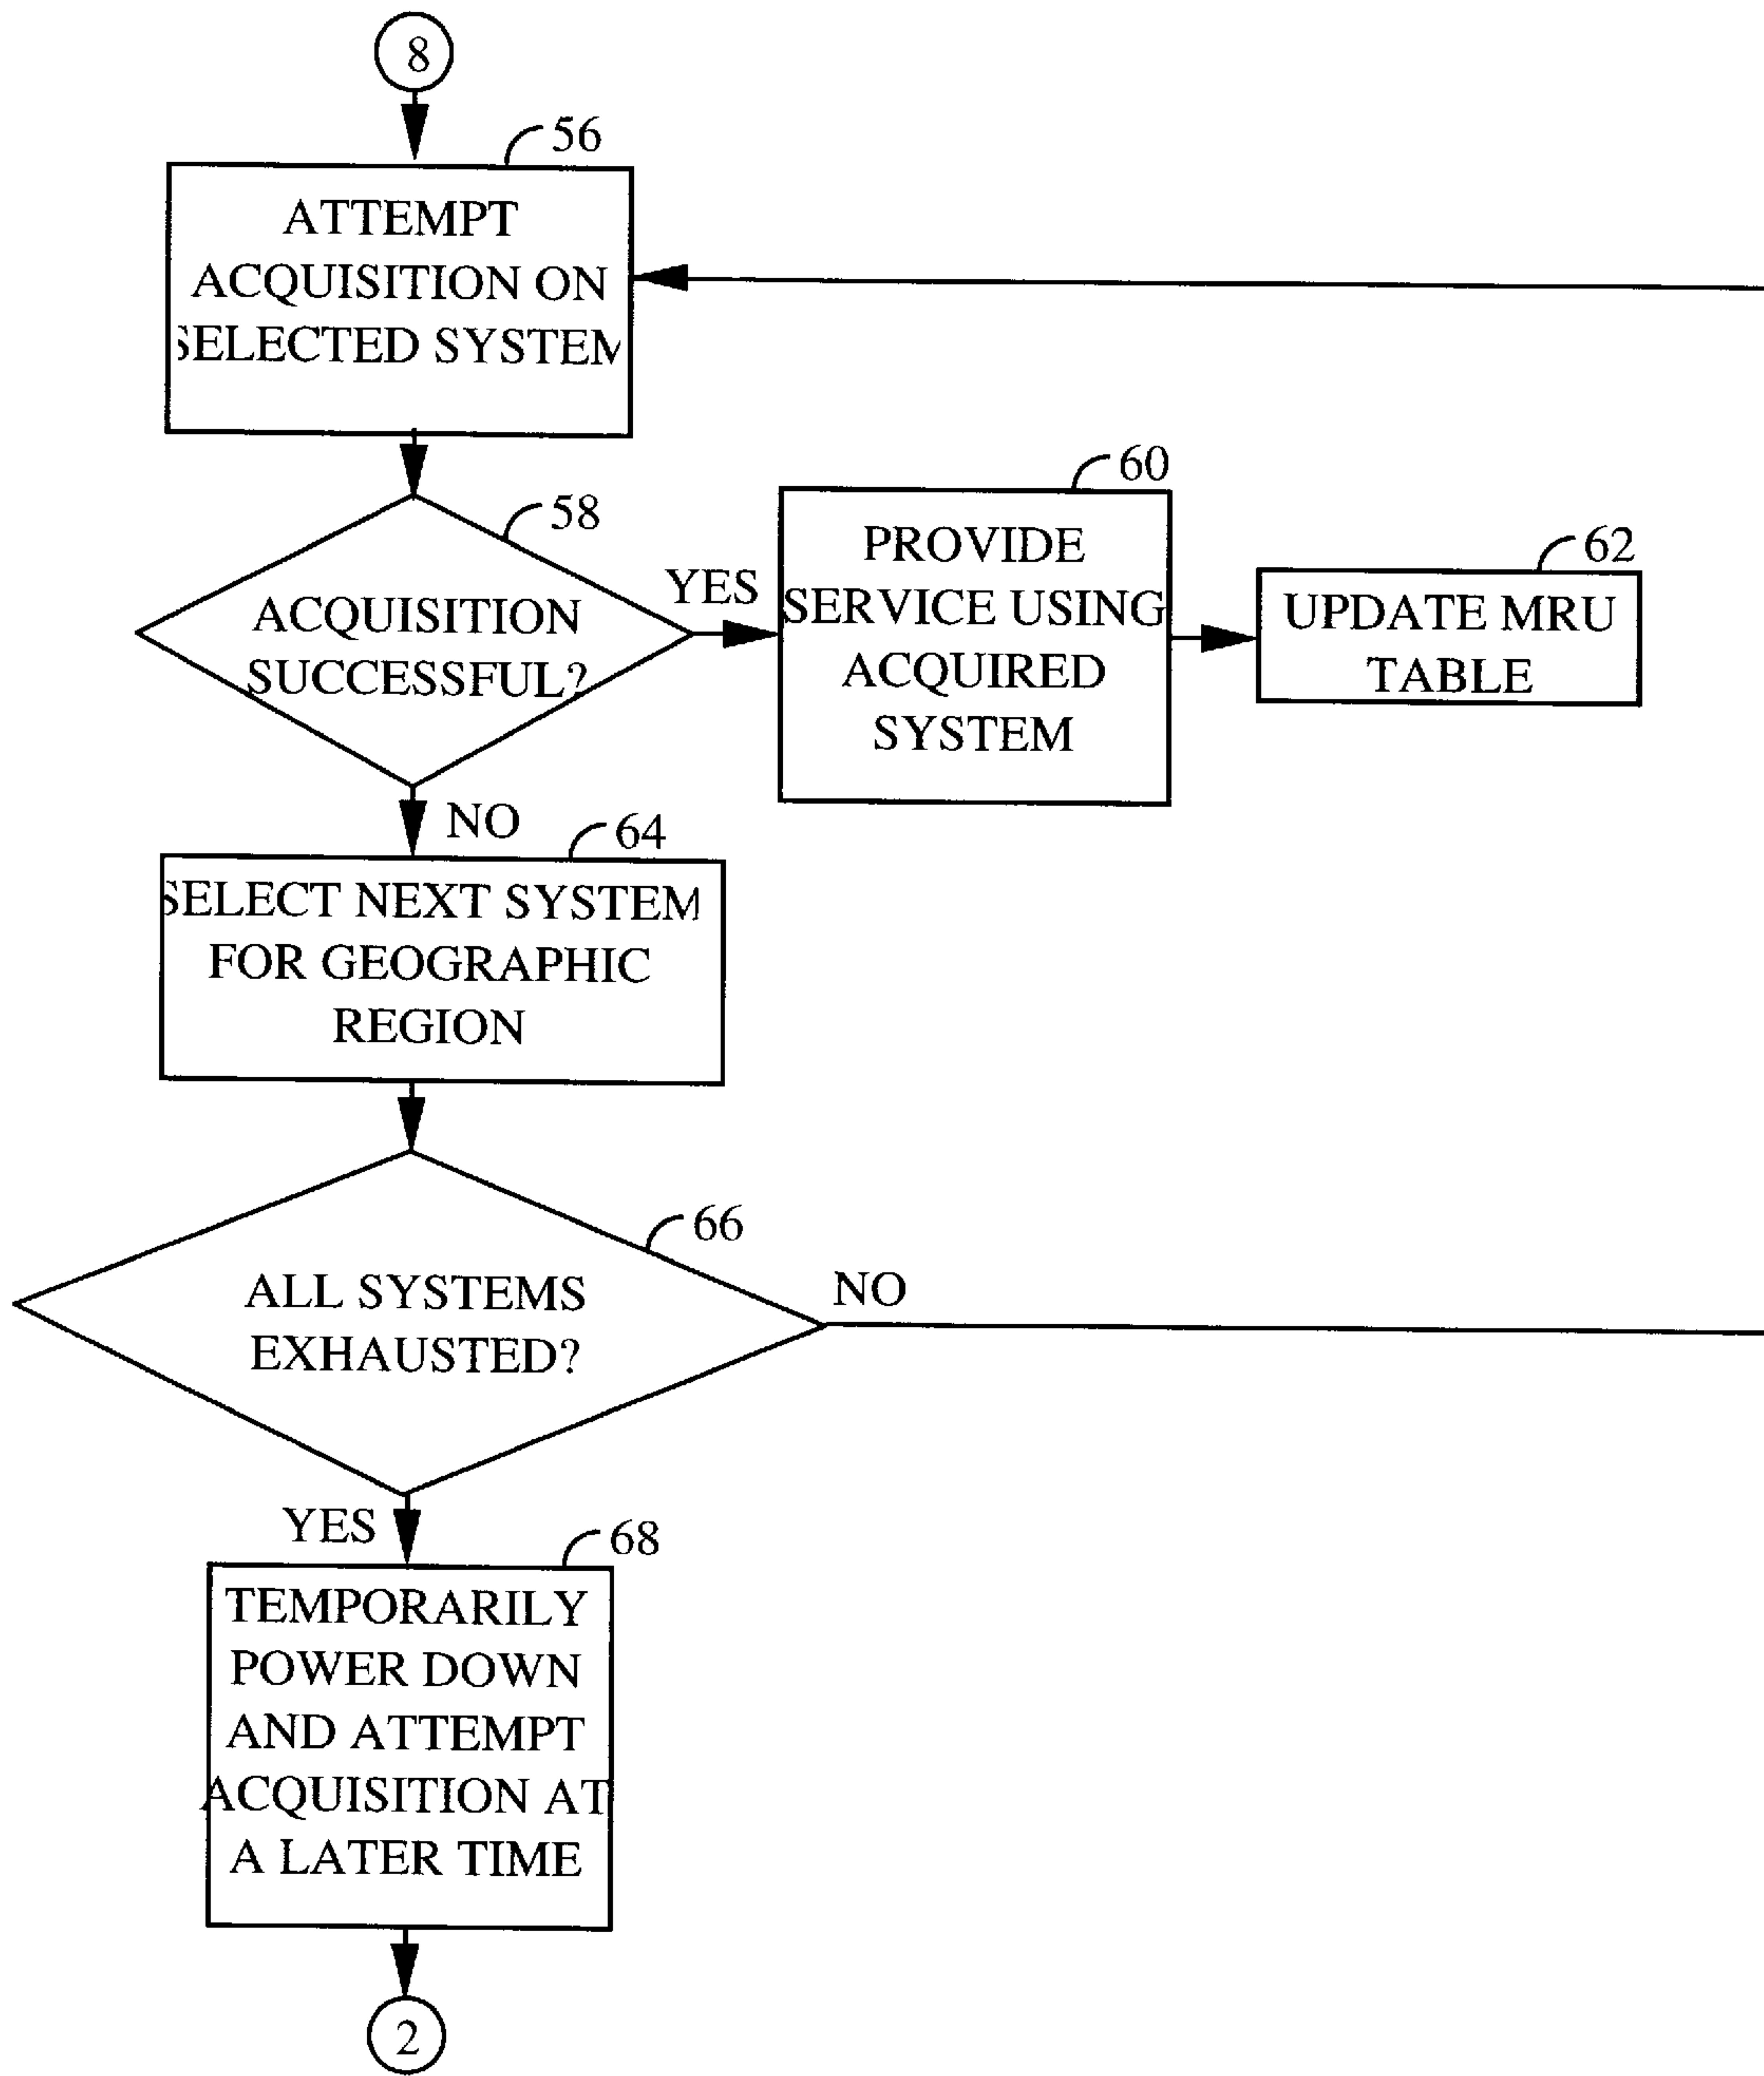 8
56
ATTEMPT
ACQUISITION ON
SELECTED SYSTEM
58
ACQUISITION
SUCCESSFUL?
YES
60
PROVIDE
SERVICE USING
ACQUIRED
SYSTEM
62
UPDATE MRU
TABLE
NO
64
SELECT NEXT SYSTEM
FOR GEOGRAPHIC
REGION
66
ALL SYSTEMS
EXHAUSTED?
NO
YES
68
TEMPORARILY
POWER DOWN
AND ATTEMPT
ACQUISITION AT
A LATER TIME
2